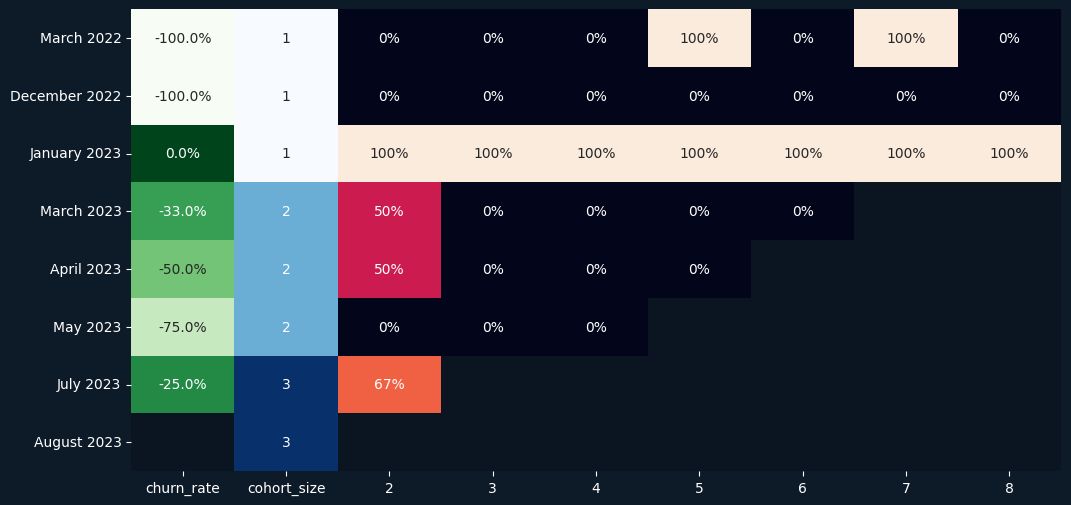 March 2022 -100.0% 1 0% 0% 0% 100% 0% 100% 0%
December 2022 -100.0% 1 0% 0% 0% 0% 0% 0% 0%
January 2023 0.0% 1 100% 100% 100% 100% 100% 100% 100%
March 2023 -33.0% 2 50% 0% 0% 0% 0%
April 2023 -50.0% 2 50% 0% 0% 0%
May 2023 -75.0% 2 0% 0% 0%
July 2023 -25.0% 3 67%
August 2023 3
churn_rate cohort_size 2 3 4 5 6 7 8